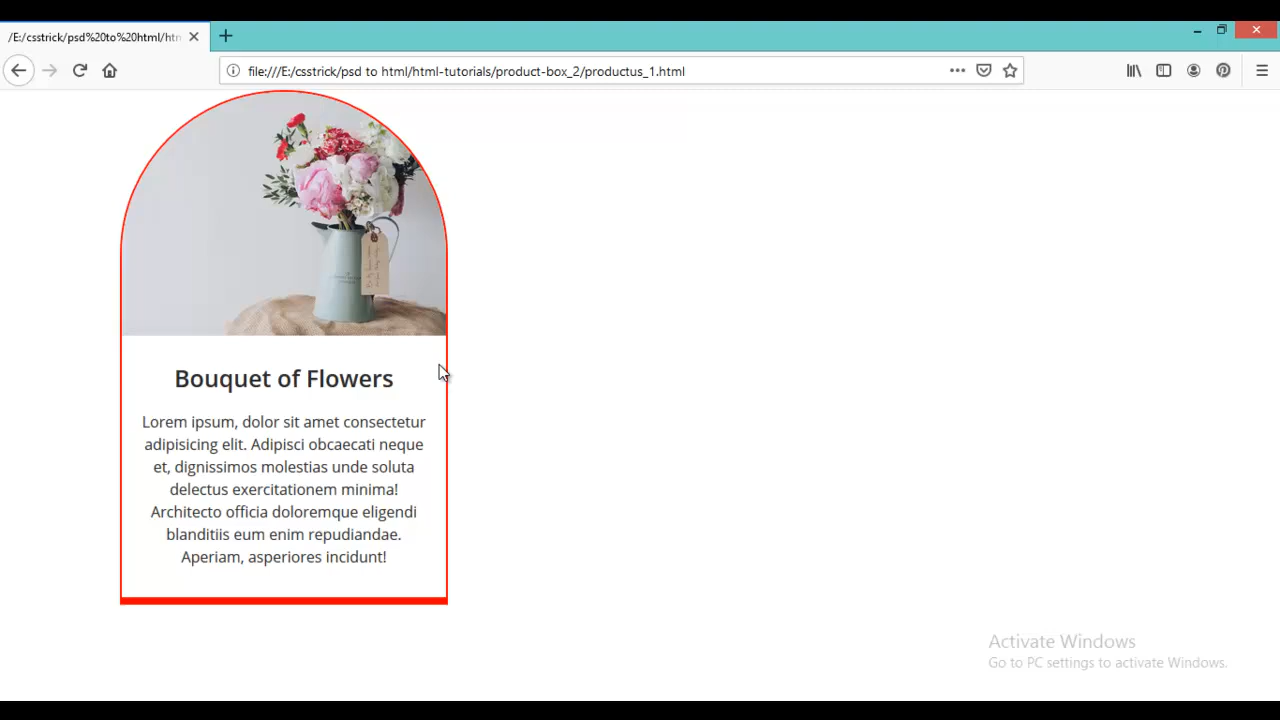 /E:/csstrick/psd%20to%20html/htm
file:///E:/csstrick/psd to html/html-tutorials/product-box_2/productus_1.html
Bouquet of Flowers
Lorem ipsum, dolor sit amet consectetur
adipisicing elit. Adipisci obcaecati neque
et, dignissimos molestias unde soluta
delectus exercitationem minima!
Architecto officia doloremque eligendi
blanditiis eum enim repudiandae.
Aperiam, asperiores incidunt!
Activate Windows
Go to PC settings to activate Windows.